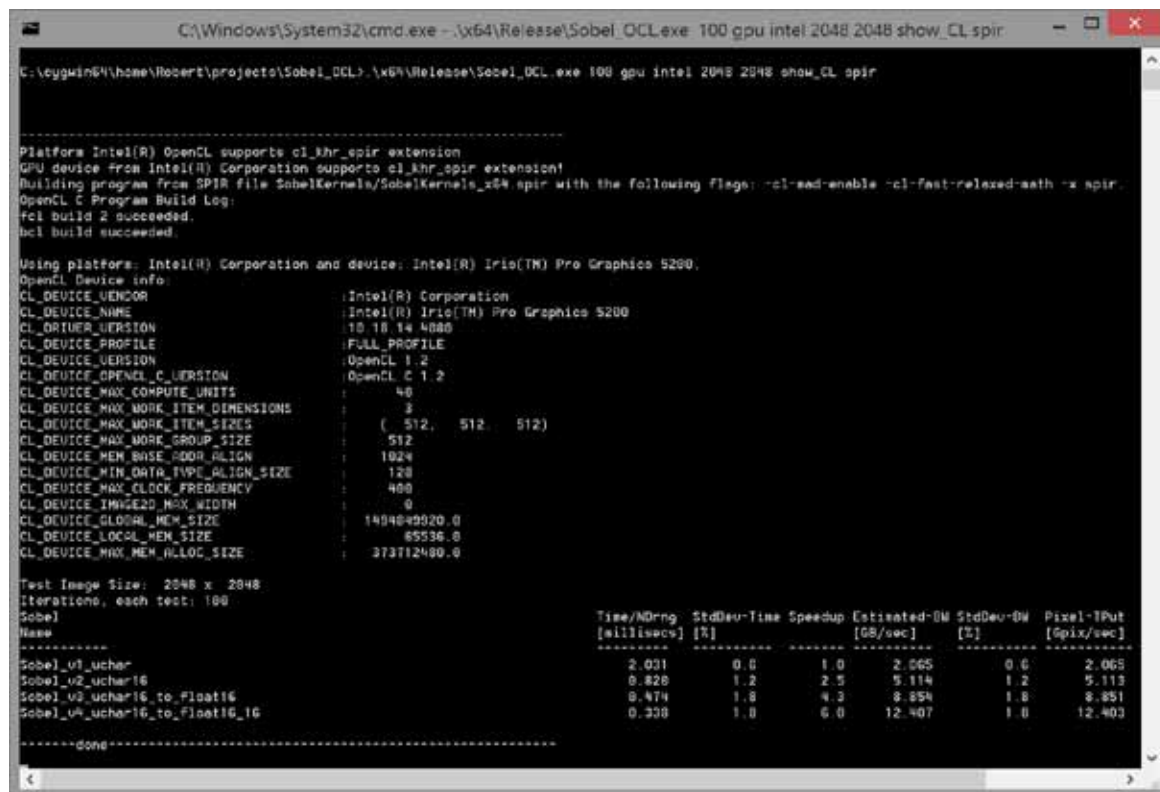 C:\Windows\System32\cmd.exe - .\x64\Release\Sobel_OCL.exe 100 gpu intel 2048 2048 show_CL spir
C:\cygwin64\home\Robert\projects\Sobel_OCL>.\x64\Release\Sobel_OCL.exe 100 gpu intel 2048 2048 show_CL spir
-----------------------------------------------------------------
Platform Intel(R) OpenCL supports cl_khr_spir extension
GPU device from Intel(R) Corporation supports cl_khr_spir extension!
Building program from SPIR file SobelKernels/SobelKernels_x64.spir with the following flags: -cl-mad-enable -cl-fast-relaxed-math -x spir.
OpenCL C Program Build Log:
fcl build 2 succeeded.
bcl build succeeded.
Using platform: Intel(R) Corporation and device: Intel(R) Iris(TM) Pro Graphics 5200.
OpenCL Device info:
CL_DEVICE_VENDOR :Intel(R) Corporation
CL_DEVICE_NAME :Intel(R) Iris(TM) Pro Graphics 5200
CL_DRIVER_VERSION :10.18.14.4080
CL_DEVICE_PROFILE :FULL_PROFILE
CL_DEVICE_VERSION :OpenCL 1.2
CL_DEVICE_OPENCL_C_VERSION :OpenCL C 1.2
CL_DEVICE_MAX_COMPUTE_UNITS : 40
CL_DEVICE_MAX_WORK_ITEM_DIMENSIONS : 3
CL_DEVICE_MAX_WORK_ITEM_SIZES : ( 512, 512, 512)
CL_DEVICE_MAX_WORK_GROUP_SIZE : 512
CL_DEVICE_MEM_BASE_ADDR_ALIGN : 1024
CL_DEVICE_MIN_DATA_TYPE_ALIGN_SIZE : 128
CL_DEVICE_MAX_CLOCK_FREQUENCY : 400
CL_DEVICE_IMAGE2D_MAX_WIDTH : 0
CL_DEVICE_GLOBAL_MEM_SIZE : 1494849920.0
CL_DEVICE_LOCAL_MEM_SIZE : 65536.0
CL_DEVICE_MAX_MEM_ALLOC_SIZE : 373712480.0
Test Image Size: 2048 x 2048
Iterations, each test: 100
Sobel Time/NDrng StdDev-Time Speedup Estimated-BW StdDev-BW Pixel-TPut
Name [millisecs] [%] [GB/sec] [%] [Gpix/sec]
----------- ---------- ----------- ------- ------------ --------- ----------
Sobel_v1_uchar 2.031 0.6 1.0 2.065 0.6 2.065
Sobel_v2_uchar16 0.820 1.2 2.5 5.114 1.2 5.113
Sobel_v3_uchar16_to_float16 0.474 1.8 4.3 8.854 1.8 8.851
Sobel_v4_uchar16_to_float16_16 0.338 1.8 6.0 12.407 1.8 12.403
-------done------------------------------------------------------